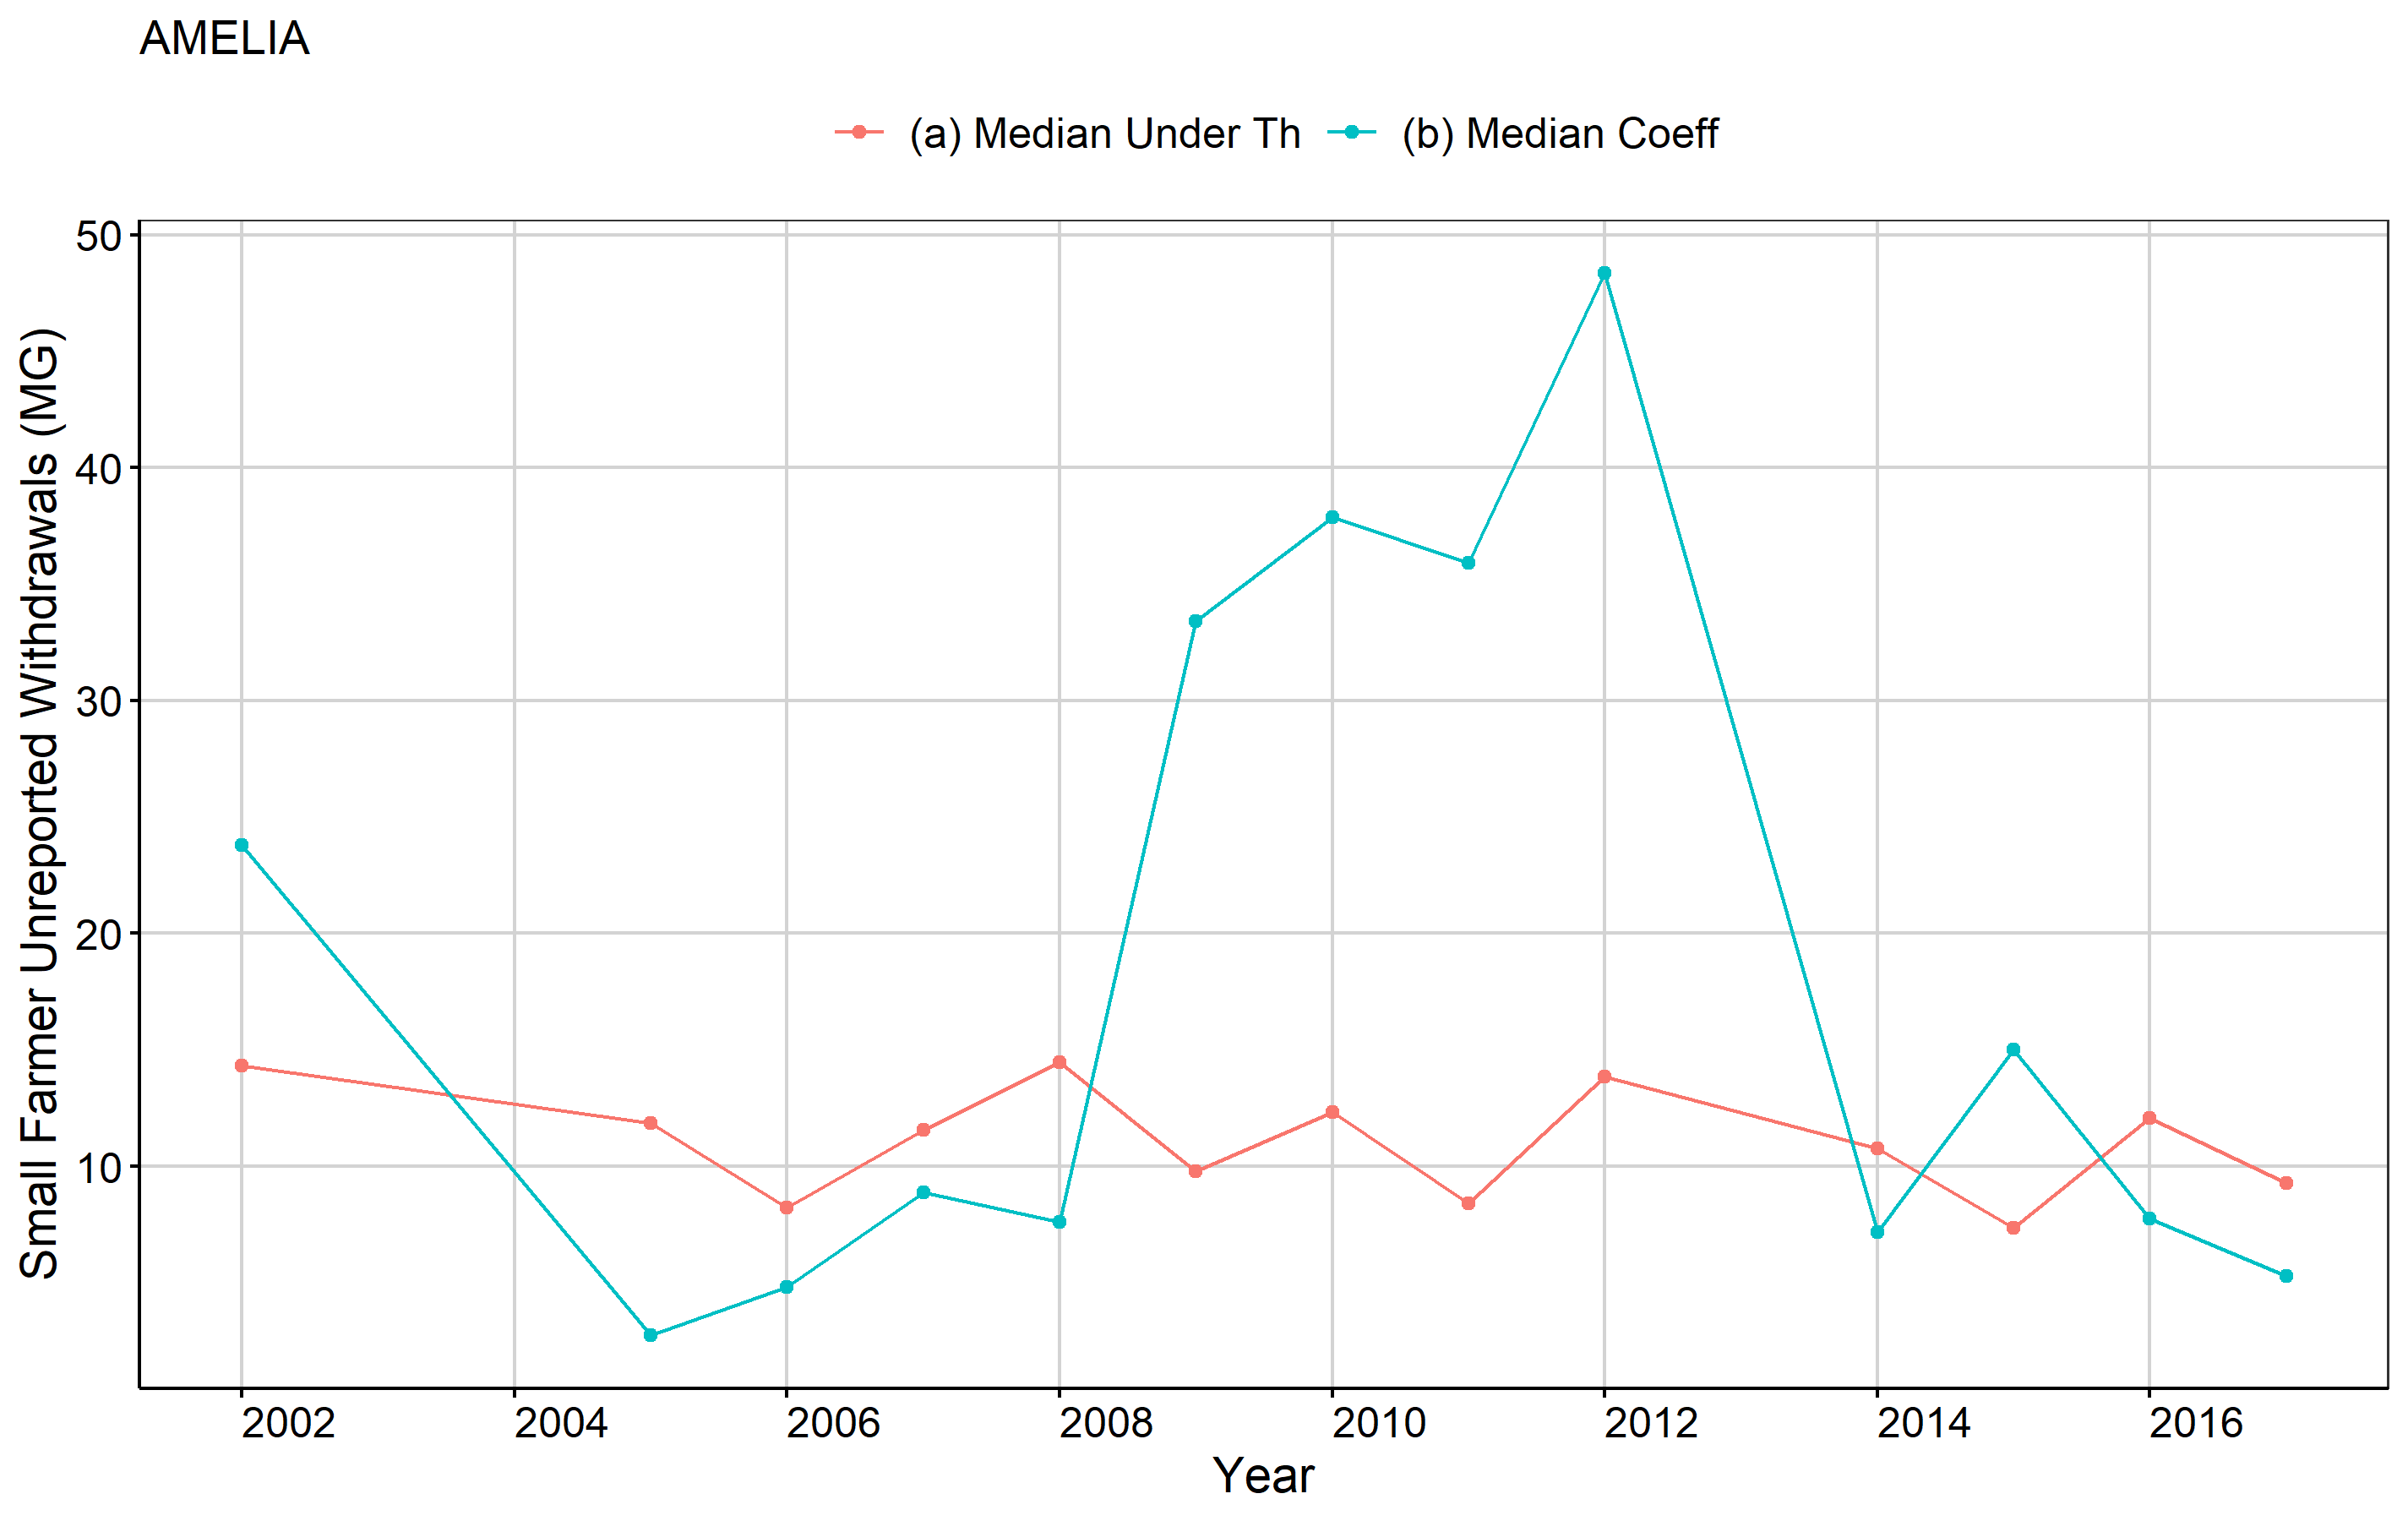 AMELIA
(a) Median Under Th (b) Median Coeff
50
40
30
20
10
Small Farmer Unreported Withdrawals (MG)
2002 2004 2006 2008 2010 2012 2014 2016
Year